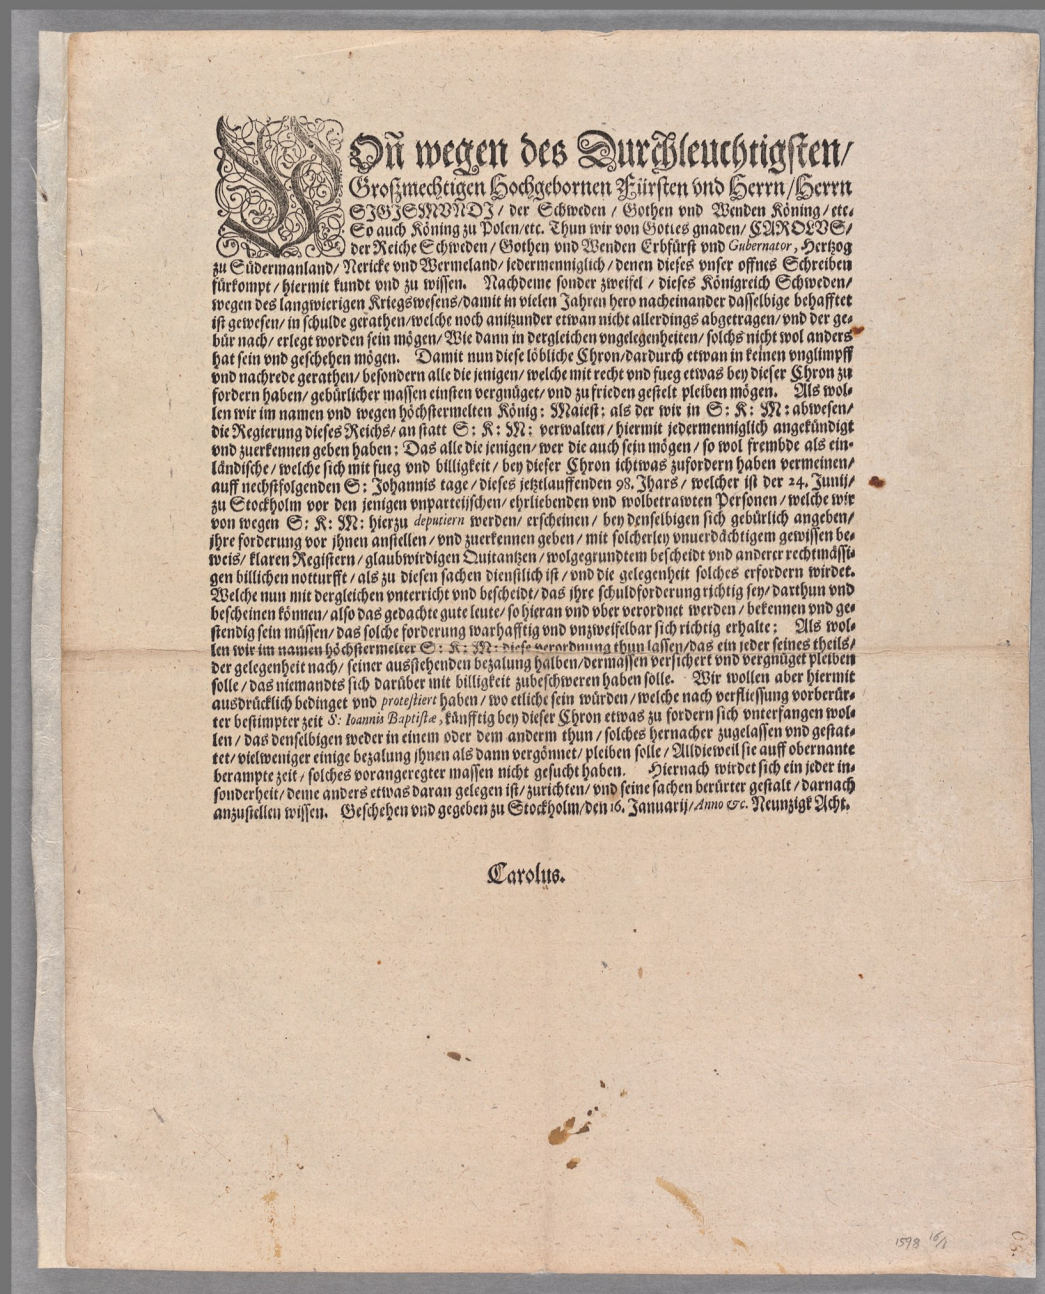 VOn̄ wegen des Durchleuchtigsten/
Großmechtigen Hochgebornen Fürsten vnd Herrn/Herrn
SIGISMVNDI/ der Schweden/ Gothen vnd Wenden Köning/ etc.
So auch Köning zu Polen/etc. Thun wir von Gottes gnaden/ CAROLVS/
der Reiche Schweden/ Gothen vnd Wenden Erbfürst vnd Gubernator, Hertzog
zu Südermanland/ Nericke vnd Wermeland/ jedermenniglich/ denen dieses vnser offnes Schreiben
fürkompt/ hiermit kundt vnd zu wissen. Nachdeme sonder zweifel/ dieses Königreich Schweden/
wegen des langwierigen Kriegswesens/damit in vielen Jahren hero nacheinander dasselbige behafftet
ist gewesen/ in schulde gerathen/welche noch anitzunder etwan nicht allerdings abgetragen/ vnd der ge-
bür nach/ erlegt worden sein mögen/ Wie dann in dergleichen vngelegenheiten/ solchs nicht wol anders
hat sein vnd geschehen mögen. Damit nun diese löbliche Chron/dardurch etwan in keinen vnglimpff
vnd nachrede gerathen/ besondern alle die jenigen/ welche mit recht vnd fueg etwas bey dieser Chron zu
fordern haben/ gebürlicher massen einsten vergnüget/ vnd zu frieden gestelt pleiben mögen. Als wol-
len wir im namen vnd wegen höchstermelten König: Maiest: als der wir in S: K: M: abwesen/
die Regierung dieses Reichs/ an statt S: K: M: verwalten/ hiermit jedermenniglich angekündigt
vnd zuerkennen geben haben: Das alle die jenigen/ wer die auch sein mögen/ so wol frembde als ein-
ländische/ welche sich mit fueg vnd billigkeit/ bey dieser Chron ichtwas zufordern haben vermeinen/
auff nechstfolgenden S: Johannis tage/ dieses jetztlauffenden 98. Jhars/ welcher ist der 24. Junij/
zu Stockholm vor den jenigen vnparteijschen/ ehrliebenden vnd wolbetrawten Personen/ welche wir
von wegen S: K: M: hierzu deputiern werden/ erscheinen/ bey denselbigen sich gebürlich angeben/
jhre forderung vor jhnen anstellen/ vnd zuerkennen geben/ mit solcherley vnuerdächtigem gewissen be-
weis/ klaren Registern/ glaubwirdigen Quitantzen/ wolgegrundtem bescheidt vnd anderer rechtmässi-
gen billichen notturfft/ als zu diesen sachen dienstlich ist/ vnd die gelegenheit solches erfordern wirdet.
Welche nun mit dergleichen vnterricht vnd bescheidt/ das jhre schuldforderung richtig sey/ darthun vnd
bescheinen können/ also das gedachte gute leute/ so hieran vnd vber verordnet werden/ bekennen vnd ge-
stendig sein müssen/ das solche forderung warhafftig vnd vnzweifelbar sich richtig erhalte: Als wol-
len wir im namen höchstermelter S: K: M: diese verordnung thun lassen/ das ein jeder seines theils/
der gelegenheit nach/ seiner ausstehenden bezalung halben/dermassen versichert vnd vergnüget pleiben
solle/ das niemandts sich darüber mit billigkeit zubeschweren haben solle. Wir wollen aber hiermit
ausdrücklich bedinget vnd protestiert haben/ wo etliche sein würden/ welche nach verfliessung vorberür-
ter bestimpter zeit S: Ioannis Baptistæ, künfftig bey dieser Chron etwas zu fordern sich vnterfangen wol-
len/ das denselbigen weder in einem oder dem anderm thun/ solches hernacher zugelassen vnd gestat-
tet/ vielweniger einige bezalung jhnen als dann vergönnet/ pleiben solle/ Alldieweil sie auff obernante
berampte zeit/ solches vorangeregter massen nicht gesucht haben. Hiernach wirdet sich ein jeder in-
sonderheit/ deme anders etwas daran gelegen ist/ zurichten/ vnd seine sachen berürter gestalt/ darnach
anzustellen wissen. Geschehen vnd gegeben zu Stockholm/den 16. Januarij/Anno &c. Neunzigk Acht.
Carolus.
1598 16/1